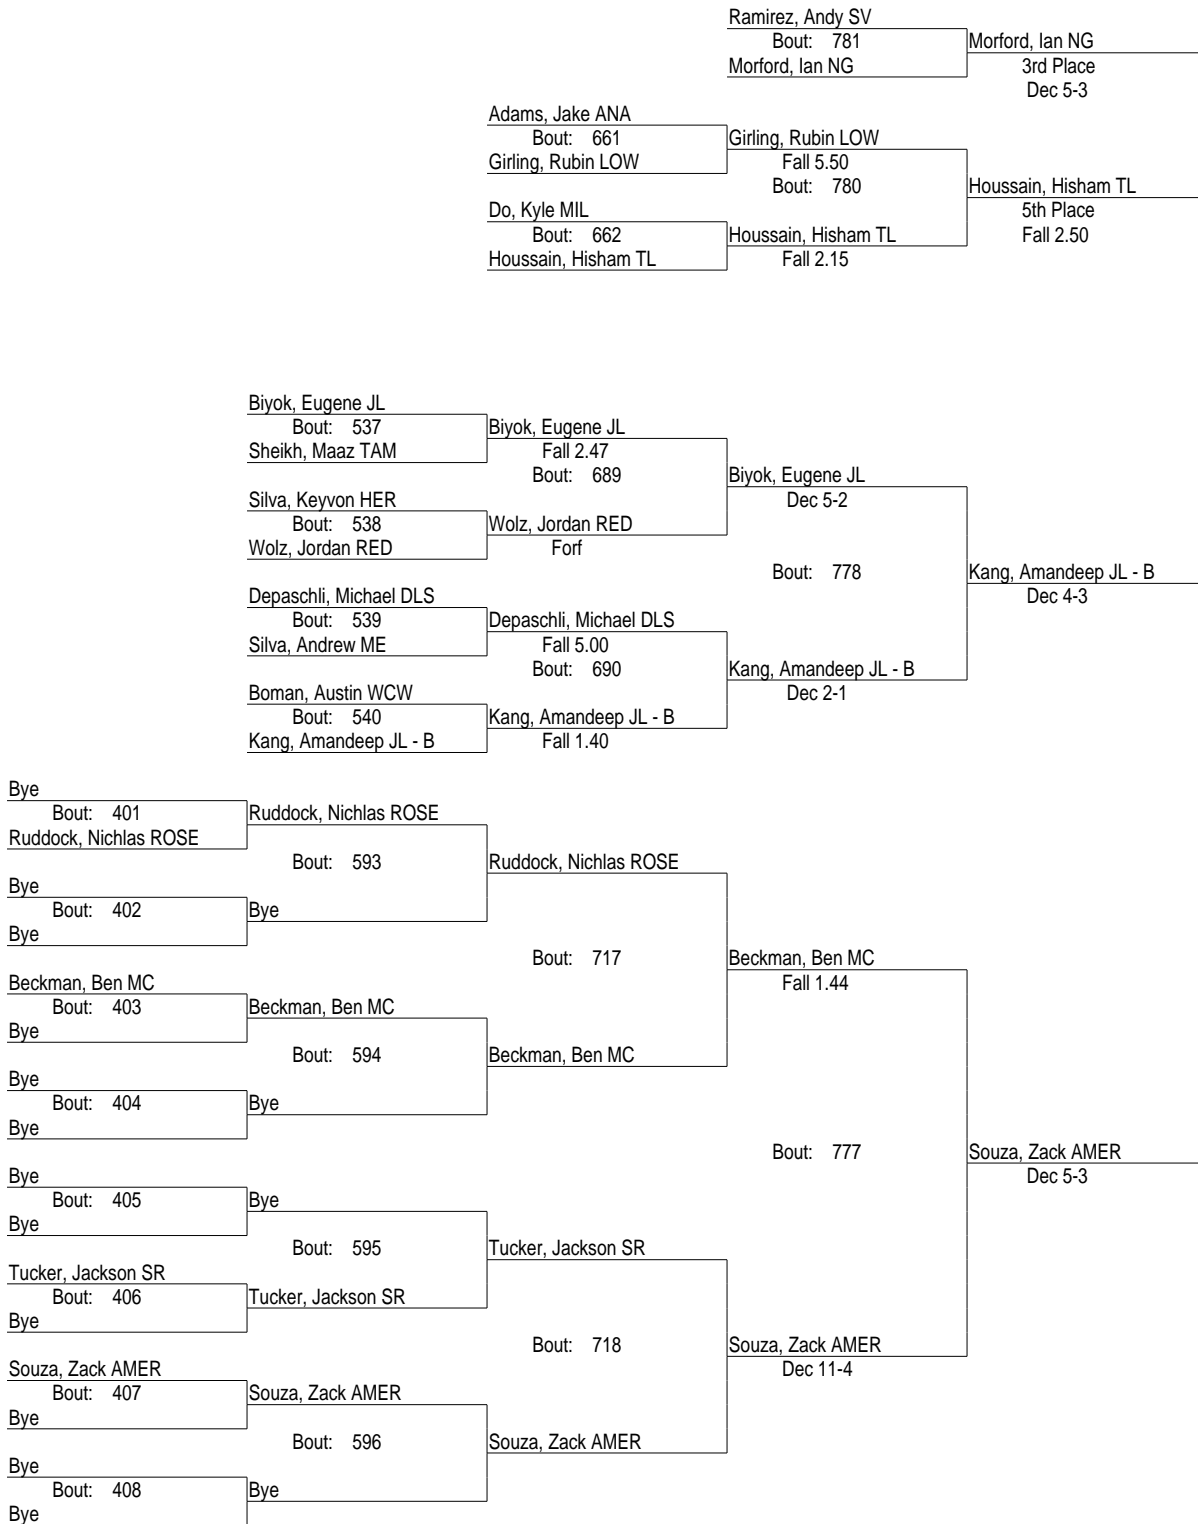 Ramirez, Andy SV
Bout: 781
Morford, Ian NG
Morford, Ian NG
3rd Place
Dec 5-3
Adams, Jake ANA
Bout: 661
Girling, Rubin LOW
Girling, Rubin LOW
Fall 5.50
Bout: 780
Houssain, Hisham TL
5th Place
Fall 2.50
Do, Kyle MIL
Bout: 662
Houssain, Hisham TL
Houssain, Hisham TL
Fall 2.15
Biyok, Eugene JL
Bout: 537
Sheikh, Maaz TAM
Biyok, Eugene JL
Fall 2.47
Bout: 689
Biyok, Eugene JL
Dec 5-2
Silva, Keyvon HER
Bout: 538
Wolz, Jordan RED
Wolz, Jordan RED
Forf
Bout: 778
Kang, Amandeep JL - B
Dec 4-3
Depaschli, Michael DLS
Bout: 539
Silva, Andrew ME
Depaschli, Michael DLS
Fall 5.00
Bout: 690
Kang, Amandeep JL - B
Dec 2-1
Boman, Austin WCW
Bout: 540
Kang, Amandeep JL - B
Kang, Amandeep JL - B
Fall 1.40
Bye
Bout: 401
Ruddock, Nichlas ROSE
Ruddock, Nichlas ROSE
Bout: 593
Ruddock, Nichlas ROSE
Bye
Bout: 402
Bye
Bye
Bout: 717
Beckman, Ben MC
Fall 1.44
Beckman, Ben MC
Bout: 403
Bye
Beckman, Ben MC
Bout: 594
Beckman, Ben MC
Bye
Bout: 404
Bye
Bye
Bout: 777
Souza, Zack AMER
Dec 5-3
Bye
Bout: 405
Bye
Bye
Bout: 595
Tucker, Jackson SR
Tucker, Jackson SR
Bout: 406
Bye
Tucker, Jackson SR
Bout: 718
Souza, Zack AMER
Dec 11-4
Souza, Zack AMER
Bout: 407
Bye
Souza, Zack AMER
Bout: 596
Souza, Zack AMER
Bye
Bout: 408
Bye
Bye